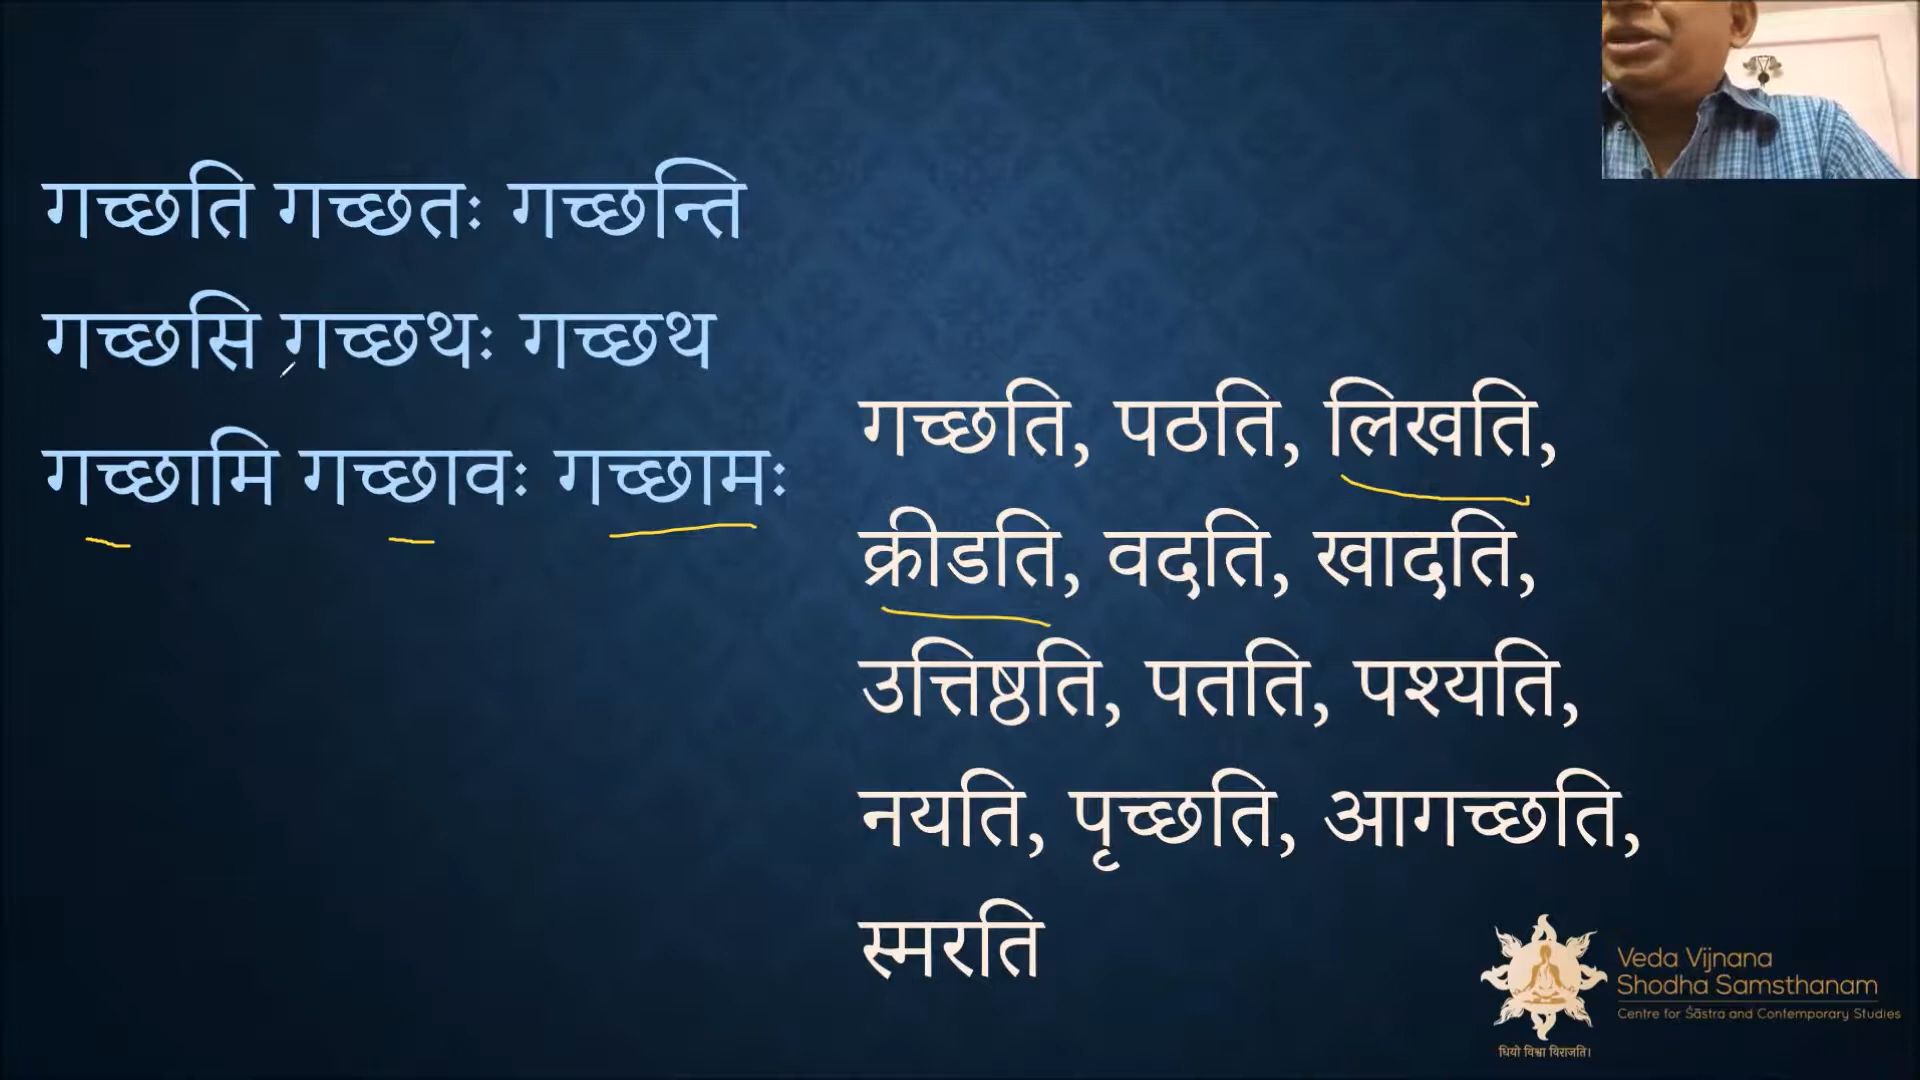 गच्छति गच्छतः गच्छन्ति
गच्छसि गच्छथः गच्छथ
गच्छामि गच्छावः गच्छामः
गच्छति, पठति, लिखति,
क्रीडति, वदति, खादति,
उत्तिष्ठति, पतति, पश्यति,
नयति, पृच्छति, आगच्छति,
स्मरति
Veda Vijnana
Shodha Samsthanam
Centre for Śāstra and Contemporary Studies
धियो विश्वा विराजति।